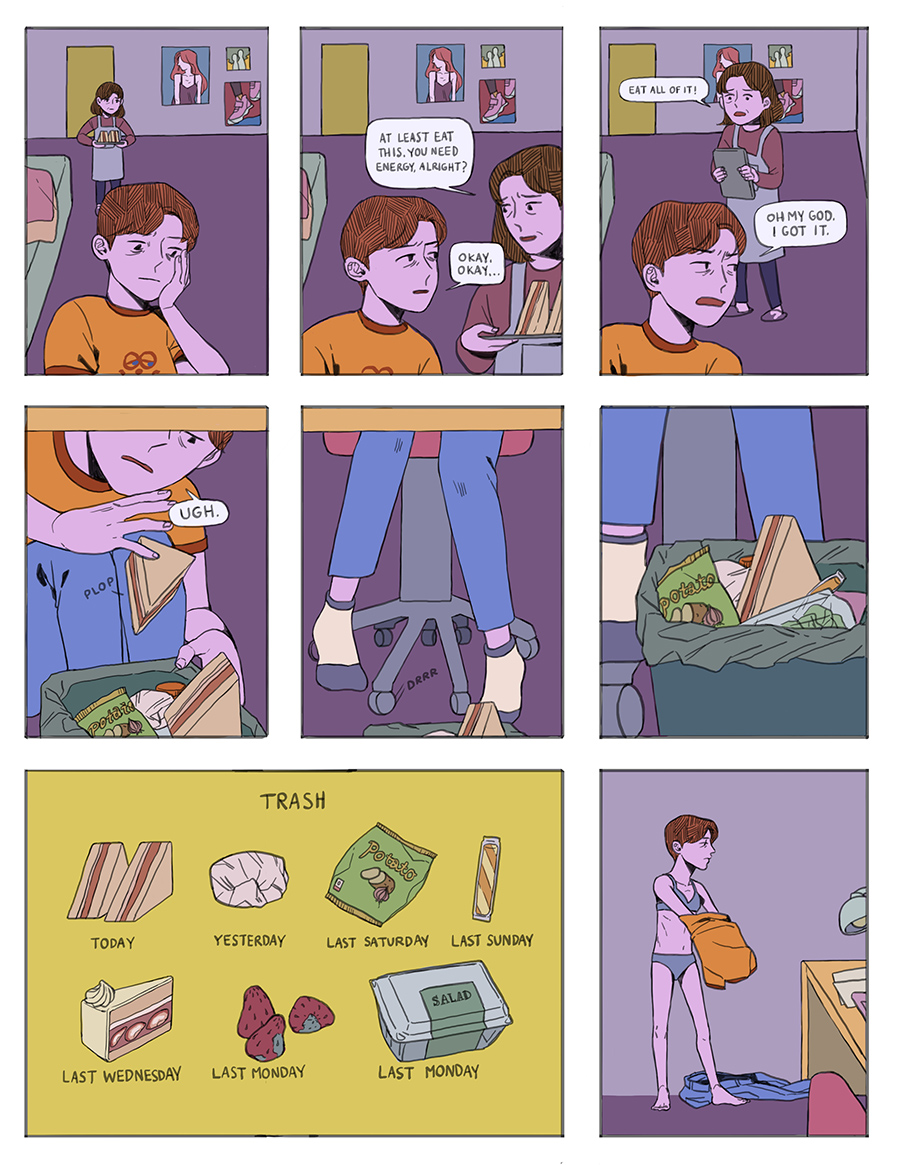 AT LEAST EAT
THIS. YOU NEED
ENERGY, ALRIGHT?
OKAY,
OKAY...
EAT ALL OF IT!
OH MY GOD.
I GOT IT.
UGH.
PLOP
Potato
DRRR
Potato
TRASH
Potato
TODAY
YESTERDAY
LAST SATURDAY
LAST SUNDAY
SALAD
LAST WEDNESDAY
LAST MONDAY
LAST MONDAY